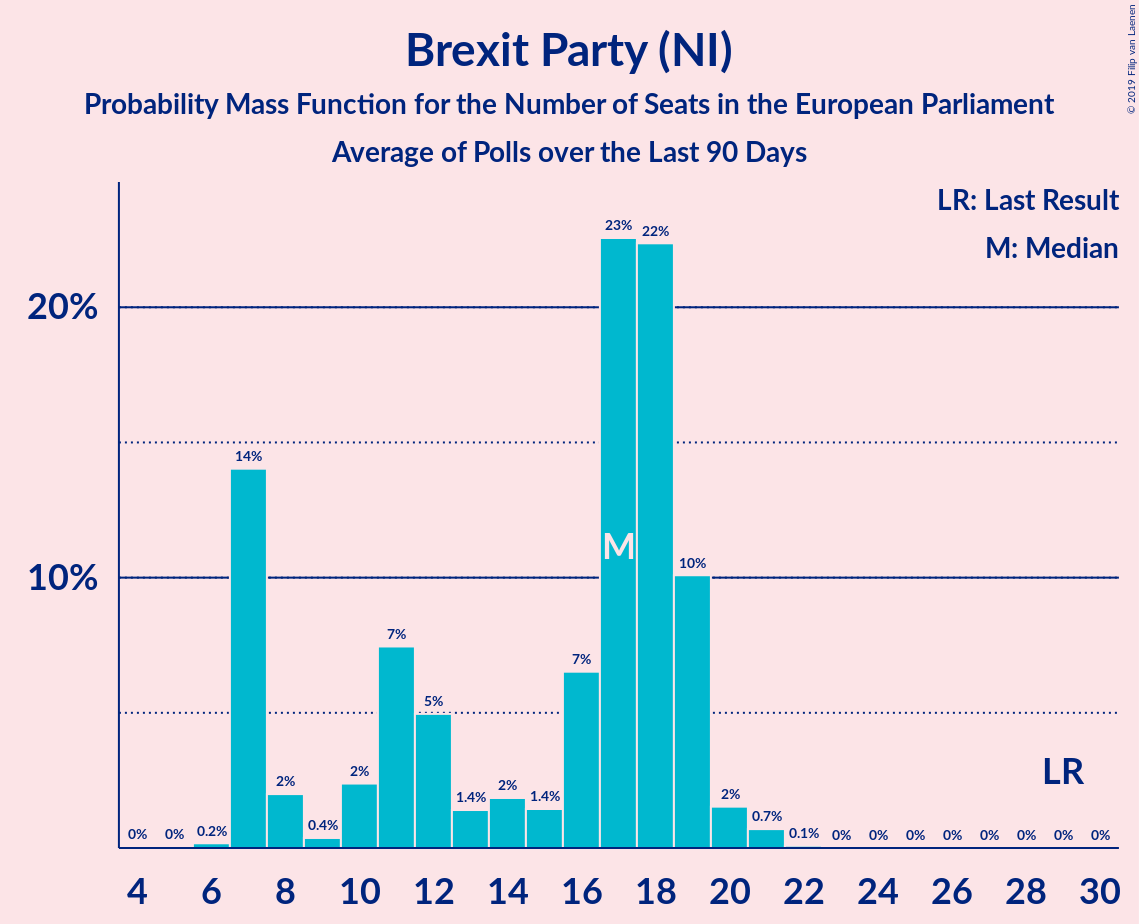 Brexit Party (NI)
Probability Mass Function for the Number of Seats in the European Parliament
Average of Polls over the Last 90 Days
© 2019 Filip van Laenen
LR: Last Result
M: Median
20%
10%
0% 0% 0.2% 14% 2% 0.4% 2% 7% 5% 1.4% 2% 1.4% 7% 23% 22% 10% 2% 0.7% 0.1% 0% 0% 0% 0% 0% 0% 0% 0%
M
LR
4 6 8 10 12 14 16 18 20 22 24 26 28 30